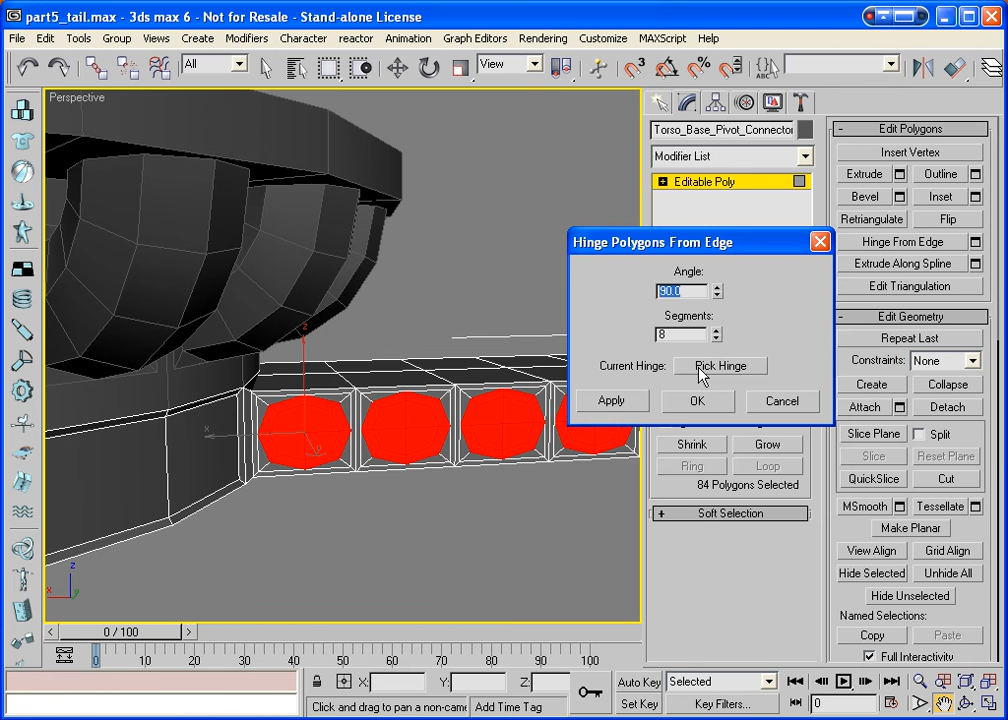 part5_tail.max - 3ds max 6 - Not for Resale - Stand-alone License
File Edit Tools Group Views Create Modifiers Character reactor Animation Graph Editors Rendering Customize MAXScript Help
All View 3 % {ABC}
Perspective
Torso_Base_Pivot_Connector
Modifier List
+ Editable Poly
- Edit Polygons
Insert Vertex
Extrude Outline
Bevel Inset
Retriangulate Flip
Hinge From Edge
Extrude Along Spline
Edit Triangulation
Hinge Polygons From Edge
Angle:
90.0
Segments:
8
Current Hinge: Pick Hinge
Apply OK Cancel
Shrink Grow
Ring Loop
84 Polygons Selected
+ Soft Selection
- Edit Geometry
Repeat Last
Constraints: None
Create Collapse
Attach Detach
Slice Plane Split
Slice Reset Plane
QuickSlice Cut
MSmooth Tessellate
Make Planar
View Align Grid Align
Hide Selected Unhide All
Hide Unselected
Named Selections:
Copy Paste
Full Interactivity
z
x
y
z
x
y
< 0 / 100 >
0 10 20 30 40 50 60 70 80 90 100
X: Y: Z:
Auto Key Selected
Click and drag to pan a non-came Add Time Tag
Set Key Key Filters... 0